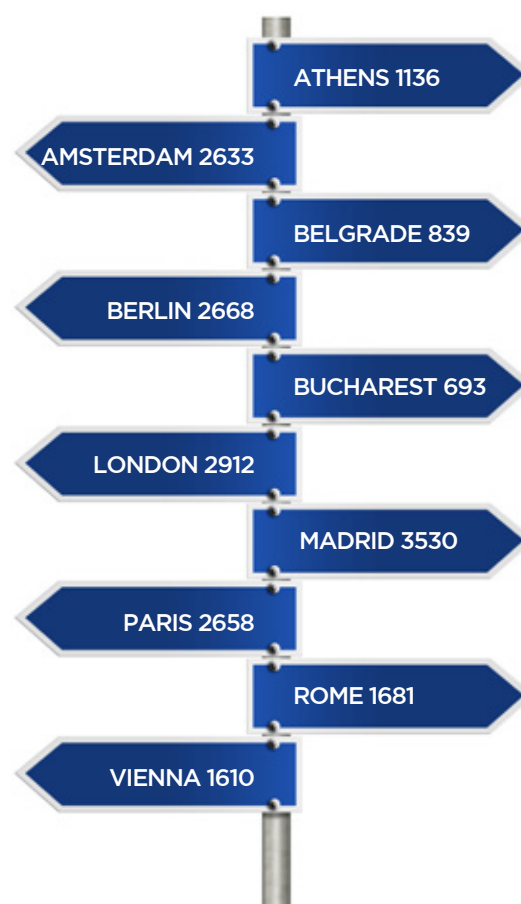 ATHENS 1136
AMSTERDAM 2633
BELGRADE 839
BERLIN 2668
BUCHAREST 693
LONDON 2912
MADRID 3530
PARIS 2658
ROME 1681
VIENNA 1610